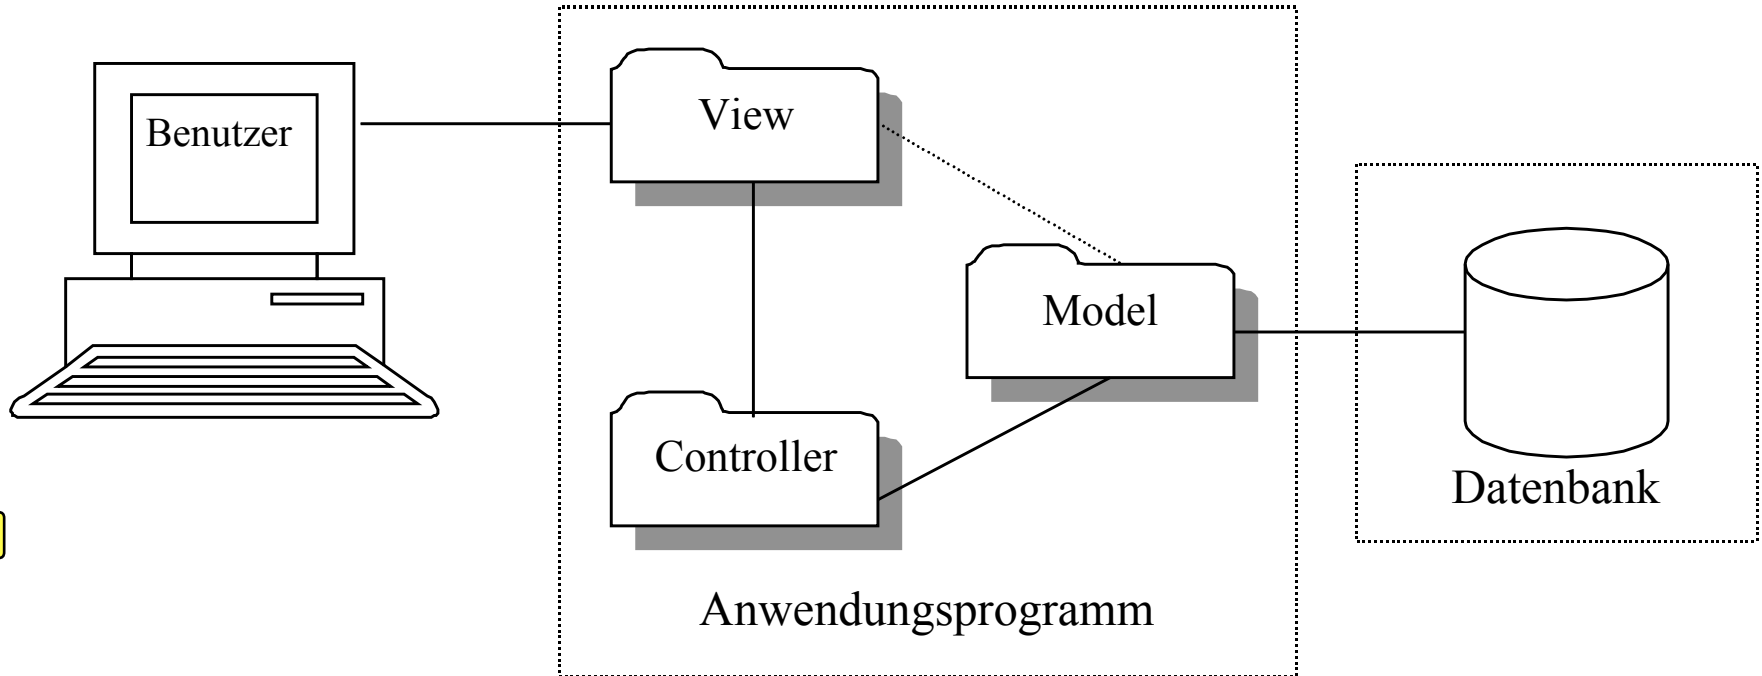 Benutzer
View
Model
Controller
Datenbank
Anwendungsprogramm